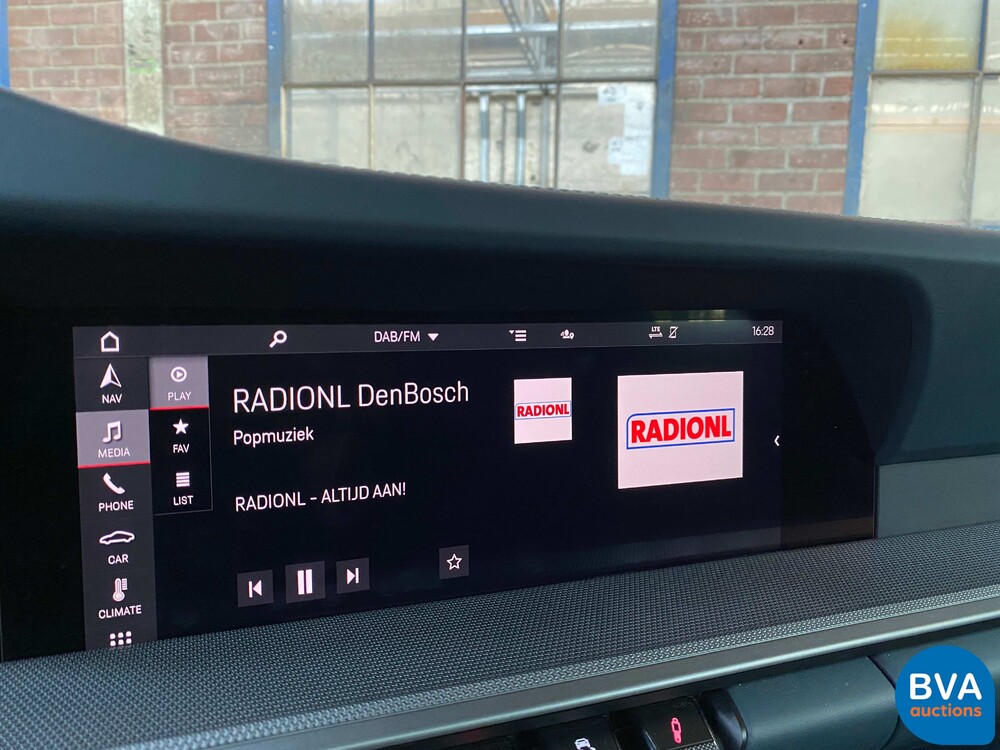 DAB/FM
LTE
16:28
NAV
MEDIA
PHONE
CAR
CLIMATE
PLAY
FAV
LIST
RADIONL DenBosch
Popmuziek
RADIONL - ALTIJD AAN!
RADIONL
RADIONL
BVA
auctions